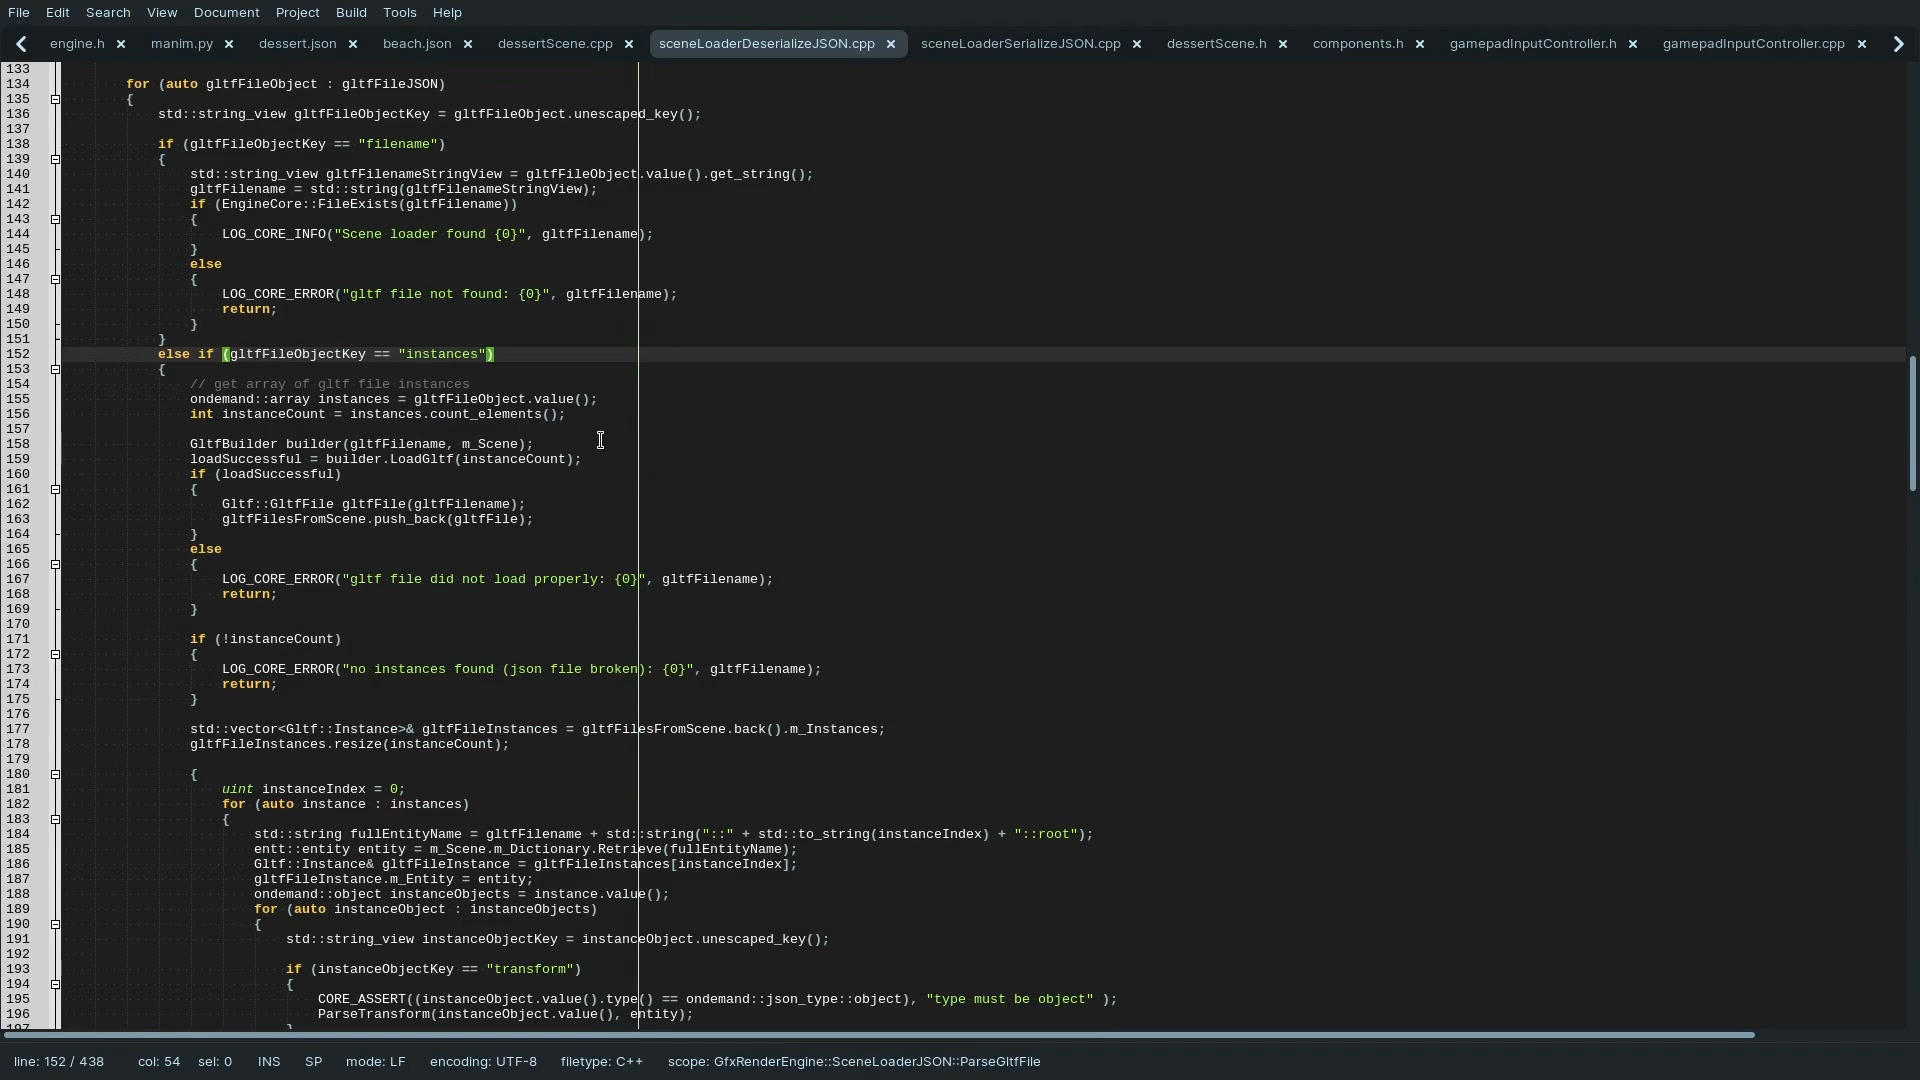 File Edit Search View Document Project Build Tools Help
engine.h manim.py dessert.json beach.json dessertScene.cpp sceneLoaderDeserializeJSON.cpp sceneLoaderSerializeJSON.cpp dessertScene.h components.h gamepadInputController.h gamepadInputController.cpp
133
134 for (auto gltfFileObject : gltfFileJSON)
135 {
136 std::string_view gltfFileObjectKey = gltfFileObject.unescaped_key();
137
138 if (gltfFileObjectKey == "filename")
139 {
140 std::string_view gltfFilenameStringView = gltfFileObject.value().get_string();
141 gltfFilename = std::string(gltfFilenameStringView);
142 if (EngineCore::FileExists(gltfFilename))
143 {
144 LOG_CORE_INFO("Scene loader found {0}", gltfFilename);
145 }
146 else
147 {
148 LOG_CORE_ERROR("gltf file not found: {0}", gltfFilename);
149 return;
150 }
151 }
152 else if (gltfFileObjectKey == "instances")
153 {
154 // get array of gltf file instances
155 ondemand::array instances = gltfFileObject.value();
156 int instanceCount = instances.count_elements();
157
158 GltfBuilder builder(gltfFilename, m_Scene);
159 loadSuccessful = builder.LoadGltf(instanceCount);
160 if (loadSuccessful)
161 {
162 Gltf::GltfFile gltfFile(gltfFilename);
163 gltfFilesFromScene.push_back(gltfFile);
164 }
165 else
166 {
167 LOG_CORE_ERROR("gltf file did not load properly: {0}", gltfFilename);
168 return;
169 }
170
171 if (!instanceCount)
172 {
173 LOG_CORE_ERROR("no instances found (json file broken): {0}", gltfFilename);
174 return;
175 }
176
177 std::vector<Gltf::Instance>& gltfFileInstances = gltfFilesFromScene.back().m_Instances;
178 gltfFileInstances.resize(instanceCount);
179
180 {
181 uint instanceIndex = 0;
182 for (auto instance : instances)
183 {
184 std::string fullEntityName = gltfFilename + std::string("::" + std::to_string(instanceIndex) + "::root");
185 entt::entity entity = m_Scene.m_Dictionary.Retrieve(fullEntityName);
186 Gltf::Instance& gltfFileInstance = gltfFileInstances[instanceIndex];
187 gltfFileInstance.m_Entity = entity;
188 ondemand::object instanceObjects = instance.value();
189 for (auto instanceObject : instanceObjects)
190 {
191 std::string_view instanceObjectKey = instanceObject.unescaped_key();
192
193 if (instanceObjectKey == "transform")
194 {
195 CORE_ASSERT((instanceObject.value().type() == ondemand::json_type::object), "type must be object" );
196 ParseTransform(instanceObject.value(), entity);
197 }
line: 152 / 438 col: 54 sel: 0 INS SP mode: LF encoding: UTF-8 filetype: C++ scope: GfxRenderEngine::SceneLoaderJSON::ParseGltfFile